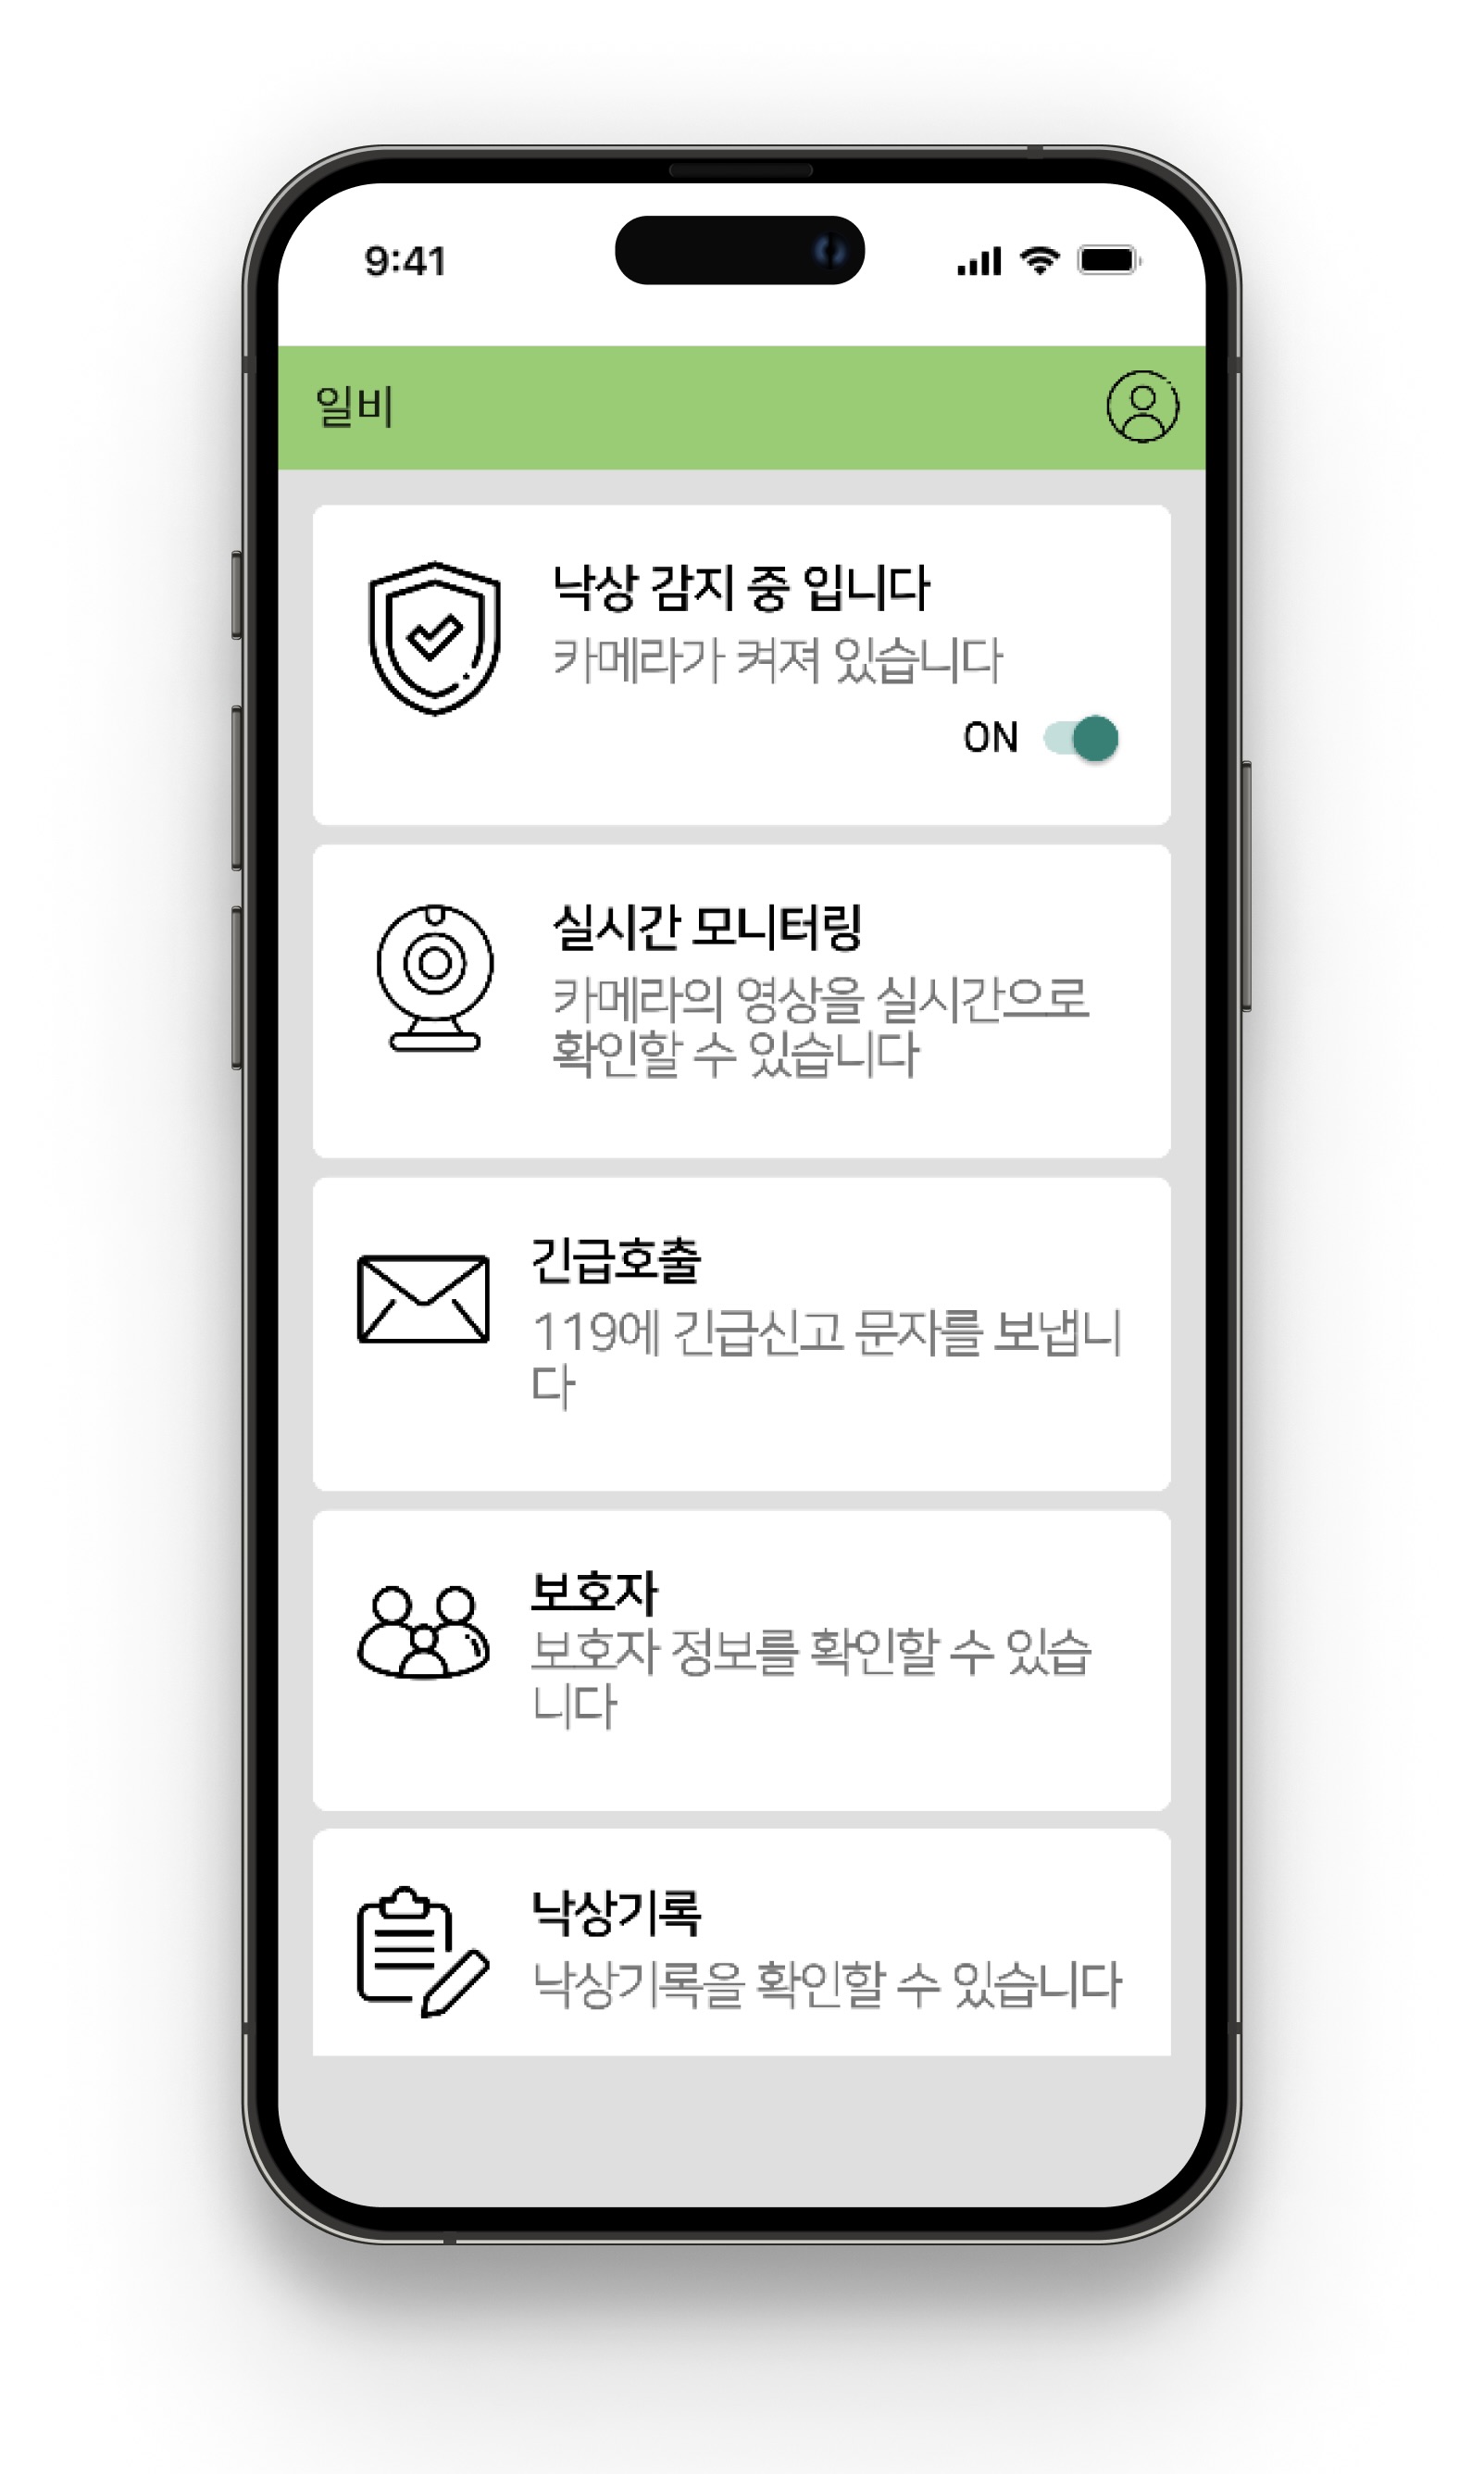 9:41
일비
낙상 감지 중 입니다
카메라가 켜져 있습니다
ON
실시간 모니터링
카메라의 영상을 실시간으로
확인할 수 있습니다
긴급호출
119에 긴급신고 문자를 보냅니
다
보호자
보호자 정보를 확인할 수 있습
니다
낙상기록
낙상기록을 확인할 수 있습니다